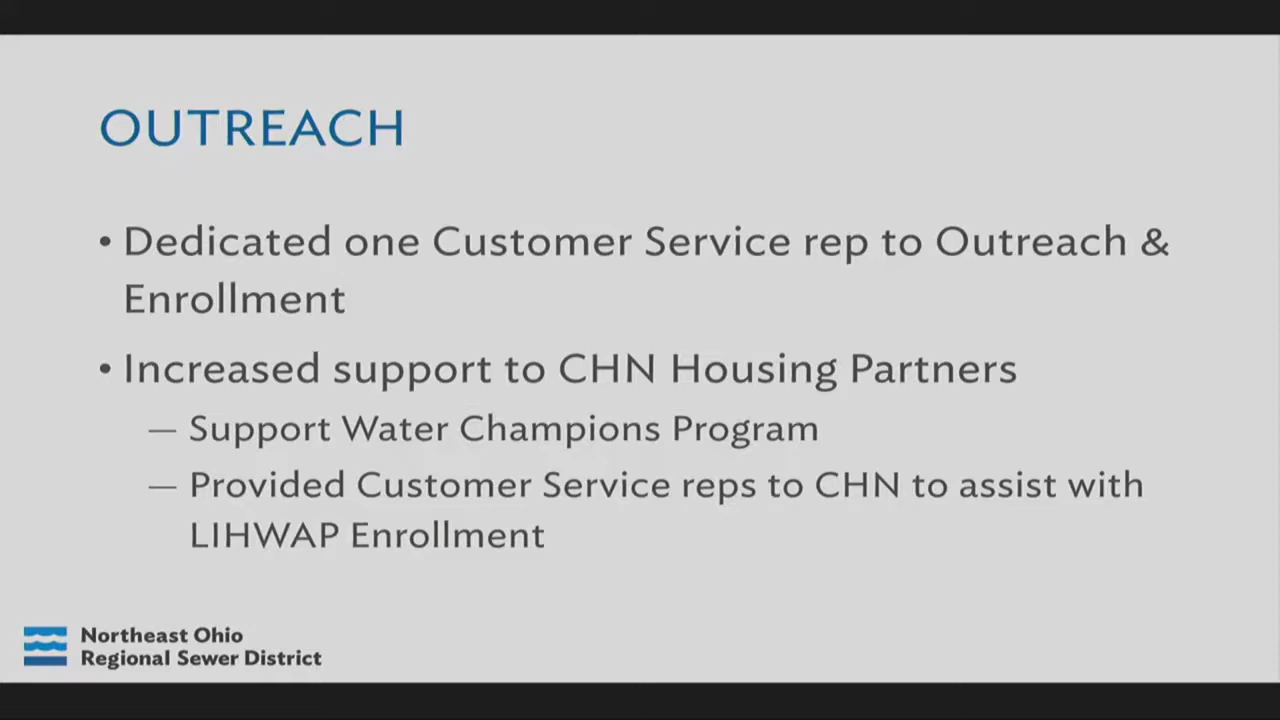 OUTREACH
• Dedicated one Customer Service rep to Outreach &
Enrollment
• Increased support to CHN Housing Partners
— Support Water Champions Program
— Provided Customer Service reps to CHN to assist with
LIHWAP Enrollment
Northeast Ohio
Regional Sewer District